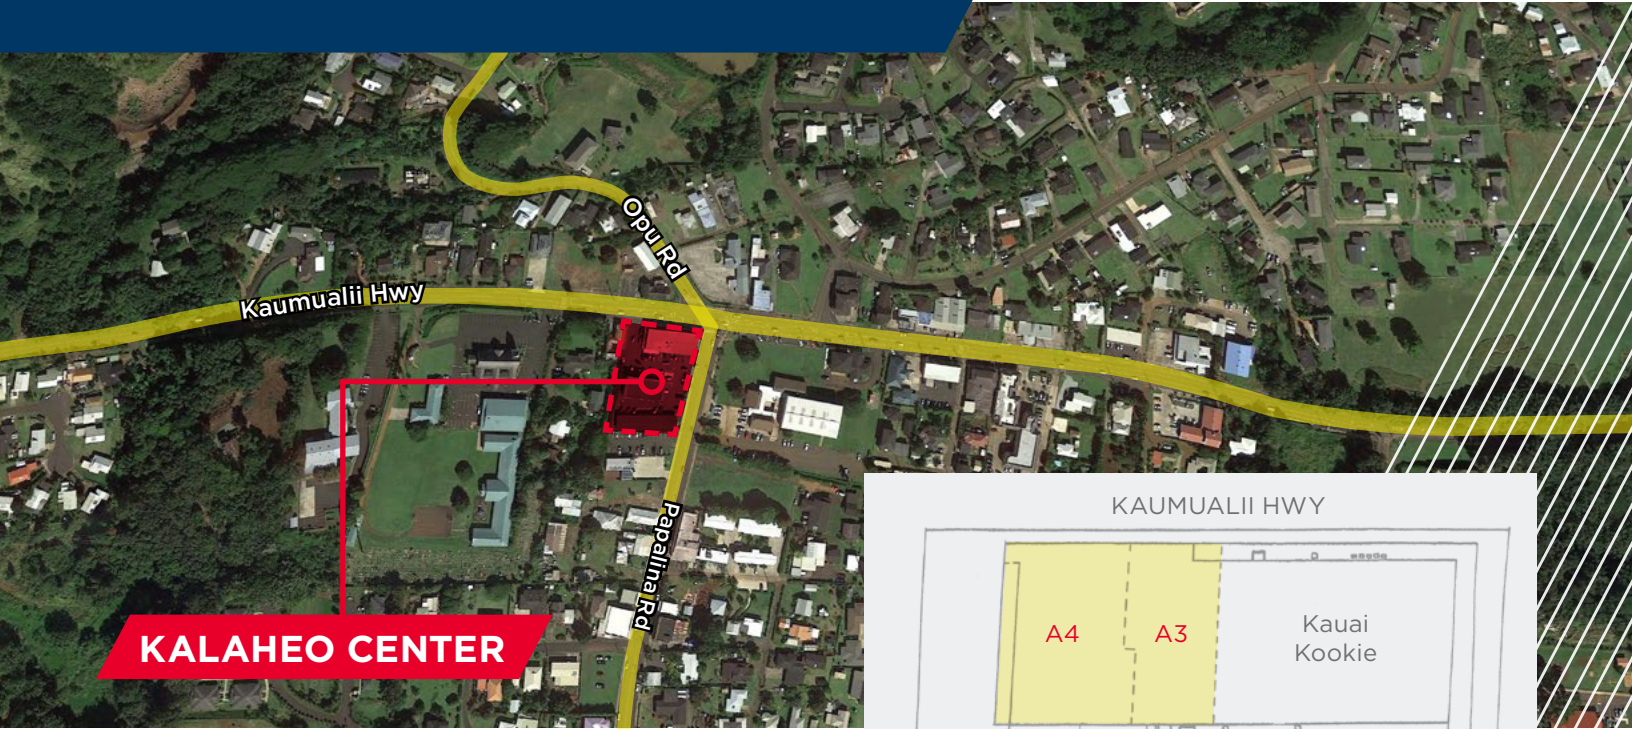 Opu Rd
Kaumualii Hwy
Papalina Rd
KALAHEO CENTER
KAUMUALII HWY
A4
A3
Kauai
Kookie